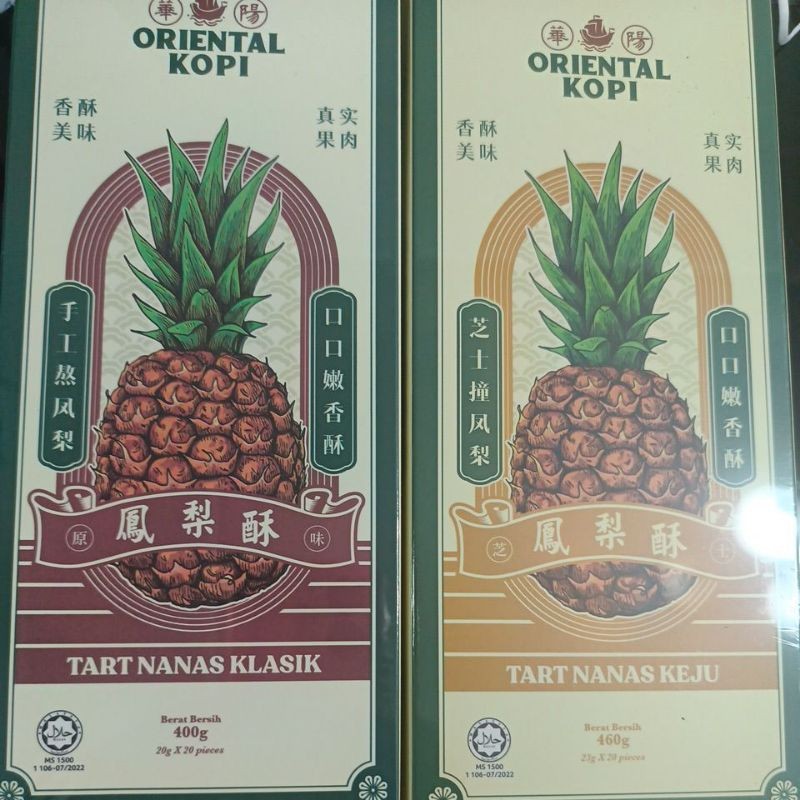 華 陽
ORIENTAL
KOPI
香酥
美味
真实
果肉
手工熬凤梨
口口嫩香酥
原 鳳梨酥 味
TART NANAS KLASIK
حلال
MS 1500
1 106-07/2022
Berat Bersih
400g
20g X 20 pieces
華 陽
ORIENTAL
KOPI
香酥
美味
真实
果肉
芝士撞凤梨
口口嫩香酥
芝 鳳梨酥 士
TART NANAS KEJU
حلال
MS 1500
1 106-07/2022
Berat Bersih
460g
23g X 20 pieces